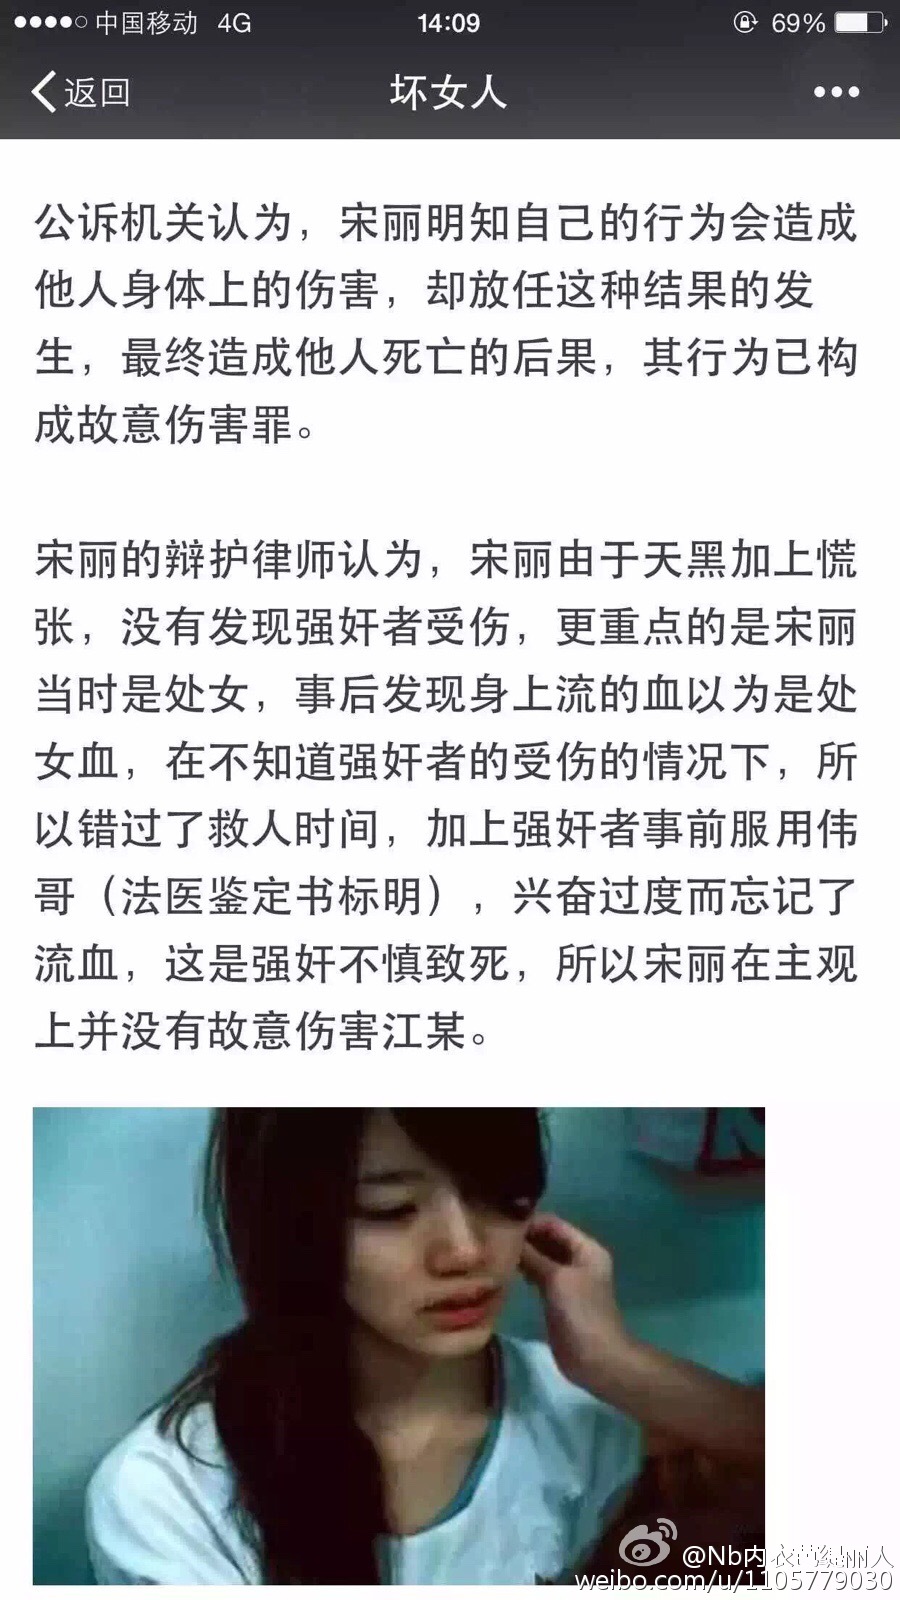 中国移动 4G 14:09 69%
返回 坏女人
公诉机关认为，宋丽明知自己的行为会造成
他人身体上的伤害，却放任这种结果的发
生，最终造成他人死亡的后果，其行为已构
成故意伤害罪。
宋丽的辩护律师认为，宋丽由于天黑加上慌
张，没有发现强奸者受伤，更重点的是宋丽
当时是处女，事后发现身上流的血以为是处
女血，在不知道强奸者的受伤的情况下，所
以错过了救人时间，加上强奸者事前服用伟
哥（法医鉴定书标明），兴奋过度而忘记了
流血，这是强奸不慎致死，所以宋丽在主观
上并没有故意伤害江某。
@Nb内衣
weibo.com/u/1105779030